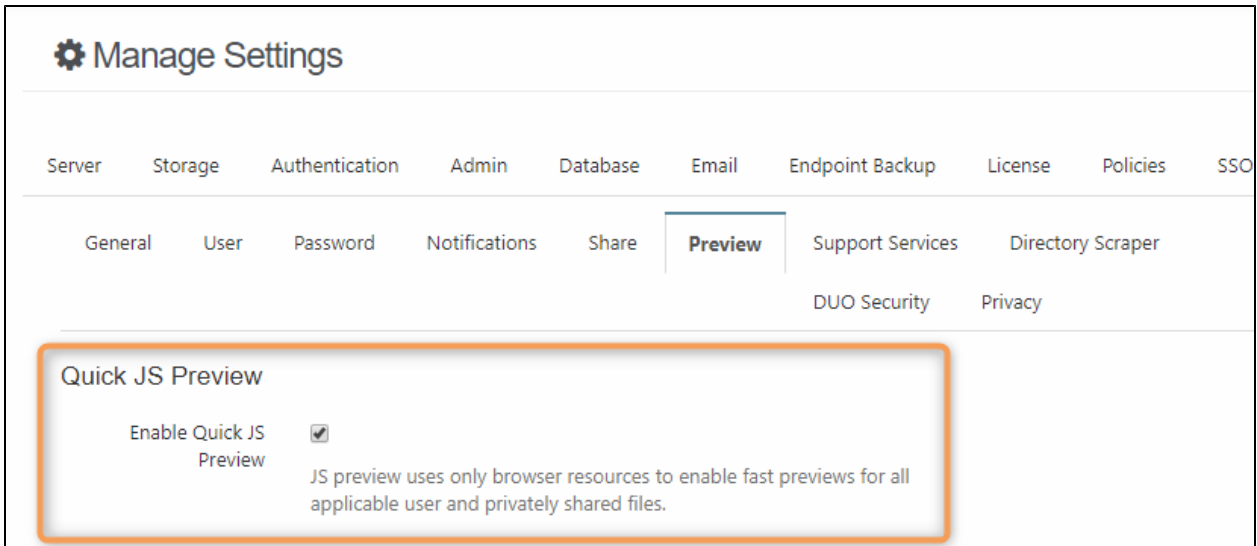 Manage Settings
Server Storage Authentication Admin Database Email Endpoint Backup License Policies SSO
General User Password Notifications Share Preview Support Services Directory Scraper
DUO Security Privacy
Quick JS Preview
Enable Quick JS
Preview
JS preview uses only browser resources to enable fast previews for all
applicable user and privately shared files.